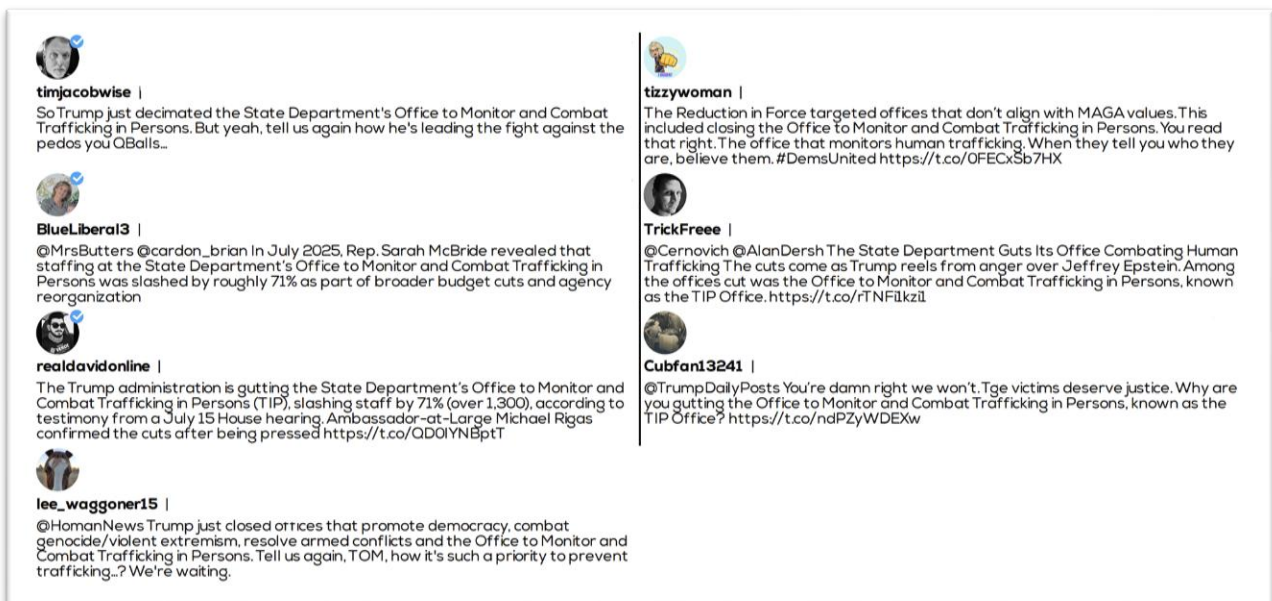 timjacobwise |
So Trump just decimated the State Department's Office to Monitor and Combat
Trafficking in Persons. But yeah, tell us again how he's leading the fight against the
pedos you QBalls...
BlueLiberal3 |
@MrsButters @cardon_brian In July 2025, Rep. Sarah McBride revealed that
staffing at the State Department's Office to Monitor and Combat Trafficking in
Persons was slashed by roughly 71% as part of broader budget cuts and agency
reorganization
realdavidonline |
The Trump administration is gutting the State Department's Office to Monitor and
Combat Trafficking in Persons (TIP), slashing staff by 71% (over 1,300), according to
testimony from a July 15 House hearing. Ambassador-at-Large Michael Rigas
confirmed the cuts after being pressed https://t.co/QD0IYNBptT
lee_waggoner15 |
@HomanNews Trump just closed offices that promote democracy, combat
genocide/violent extremism, resolve armed conflicts and the Office to Monitor and
Combat Trafficking in Persons. Tell us again, TOM, how it's such a priority to prevent
trafficking...? We're waiting.
tizzywoman |
The Reduction in Force targeted offices that don't align with MAGA values. This
included closing the Office to Monitor and Combat Trafficking in Persons. You read
that right. The office that monitors human trafficking. When they tell you who they
are, believe them. #DemsUnited https://t.co/0FECxSb7HX
TrickFreee |
@Cernovich @AlanDersh The State Department Guts Its Office Combating Human
Trafficking The cuts come as Trump reels from anger over Jeffrey Epstein. Among
the offices cut was the Office to Monitor and Combat Trafficking in Persons, known
as the TIP Office. https://t.co/rTNFi1kzi1
Cubfan13241 |
@TrumpDailyPosts You're damn right we won't. Tge victims deserve justice. Why are
you gutting the Office to Monitor and Combat Trafficking in Persons, known as the
TIP Office? https://t.co/ndPZyWDEXw